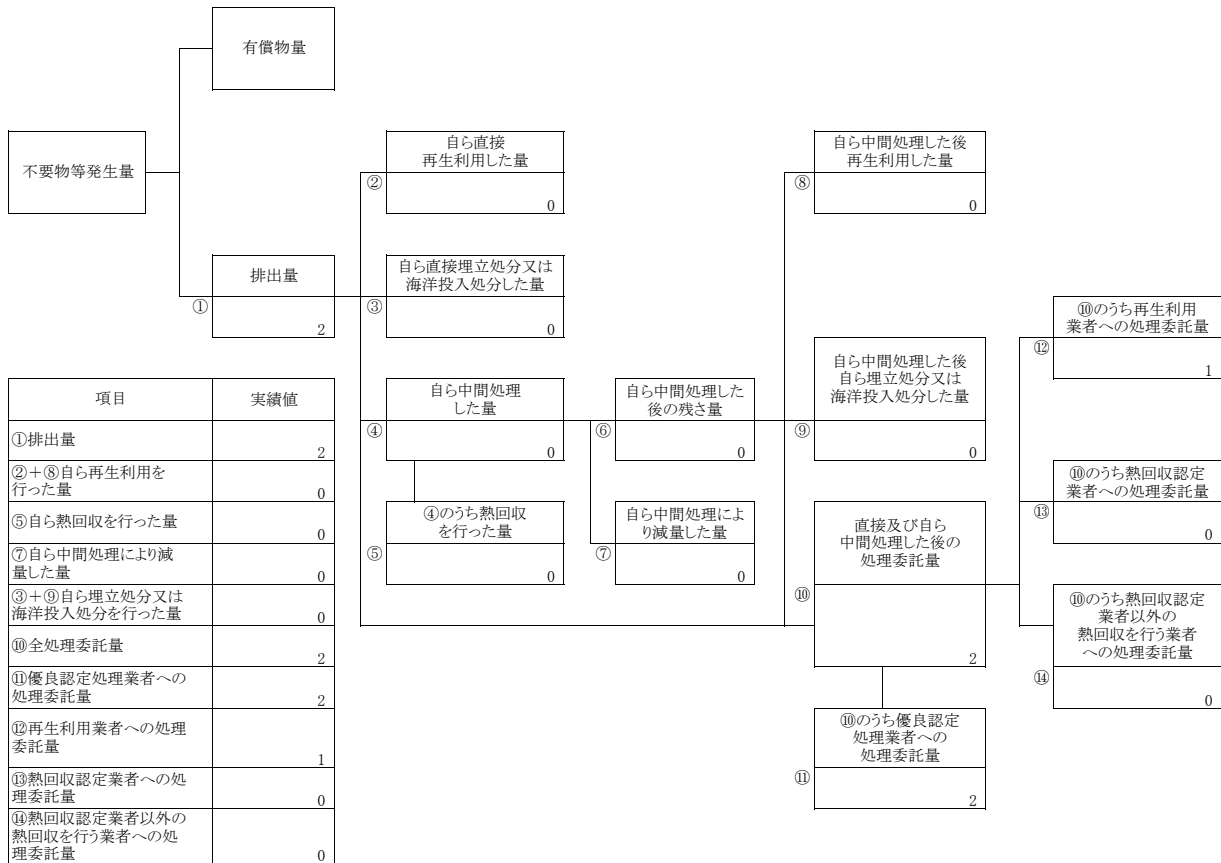 有償物量
不要物等発生量
自ら直接
再生利用した量
②
0
自ら中間処理した後
再生利用した量
⑧
0
排出量
①
2
自ら直接埋立処分又は
海洋投入処分した量
③
0
⑩のうち再生利用
業者への処理委託量
⑫
1
自ら中間処理
した量
④
0
自ら中間処理した
後の残さ量
⑥
0
自ら中間処理した後
自ら埋立処分又は
海洋投入処分した量
⑨
0
⑩のうち熱回収認定
業者への処理委託量
⑬
0
④のうち熱回収
を行った量
⑤
0
自ら中間処理によ
り減量した量
⑦
0
直接及び自ら
中間処理した後の
処理委託量
⑩
2
⑩のうち熱回収認定
業者以外の
熱回収を行う業者
への処理委託量
⑭
0
⑩のうち優良認定
処理業者への
処理委託量
⑪
2
項目 実績値
①排出量
2
②+⑧自ら再生利用を
行った量
0
⑤自ら熱回収を行った量
0
⑦自ら中間処理により減
量した量
0
③+⑨自ら埋立処分又は
海洋投入処分を行った量
0
⑩全処理委託量
2
⑪優良認定処理業者への
処理委託量
2
⑫再生利用業者への処理
委託量
1
⑬熱回収認定業者への処
理委託量
0
⑭熱回収認定業者以外の
熱回収を行う業者への処
理委託量
0